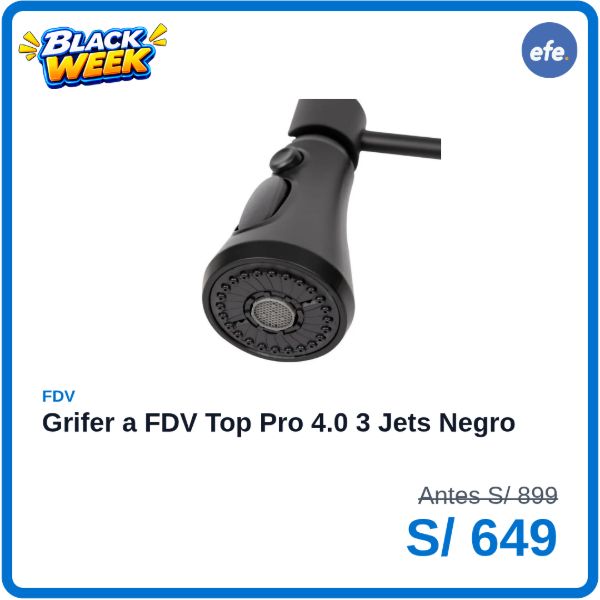 BLACK
WEEK
efe.
FDV
Grifer a FDV Top Pro 4.0 3 Jets Negro
Antes S/ 899
S/ 649